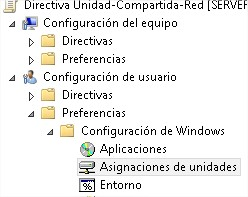 Directiva Unidad-Compartida-Red [SERVER
Configuración del equipo
Directivas
Preferencias
Configuración de usuario
Directivas
Preferencias
Configuración de Windows
Aplicaciones
Asignaciones de unidades
Entorno